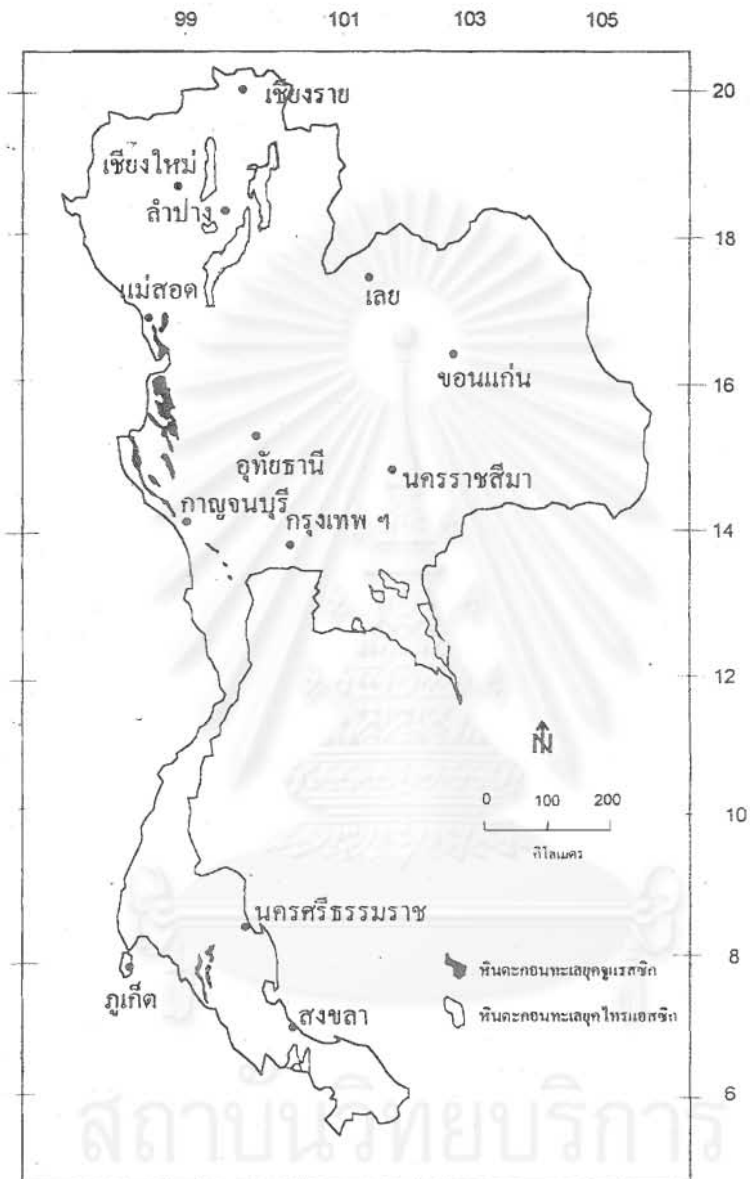 99 101 103 105
เชียงราย
20
เชียงใหม่
ลำปาง
18
แม่สอด
เลย
ขอนแก่น
16
อุทัยธานี
นครราชสีมา
กาญจนบุรี
กรุงเทพ ฯ
14
12
N
0 100 200
กิโลเมตร
10
นครศรีธรรมราช
หินตะกอนทะเลยุคจูแรสซิก
8
ภูเก็ต
สงขลา
หินตะกอนทะเลยุคไทรแอสซิก
6
สถาบันวิทยบริการ